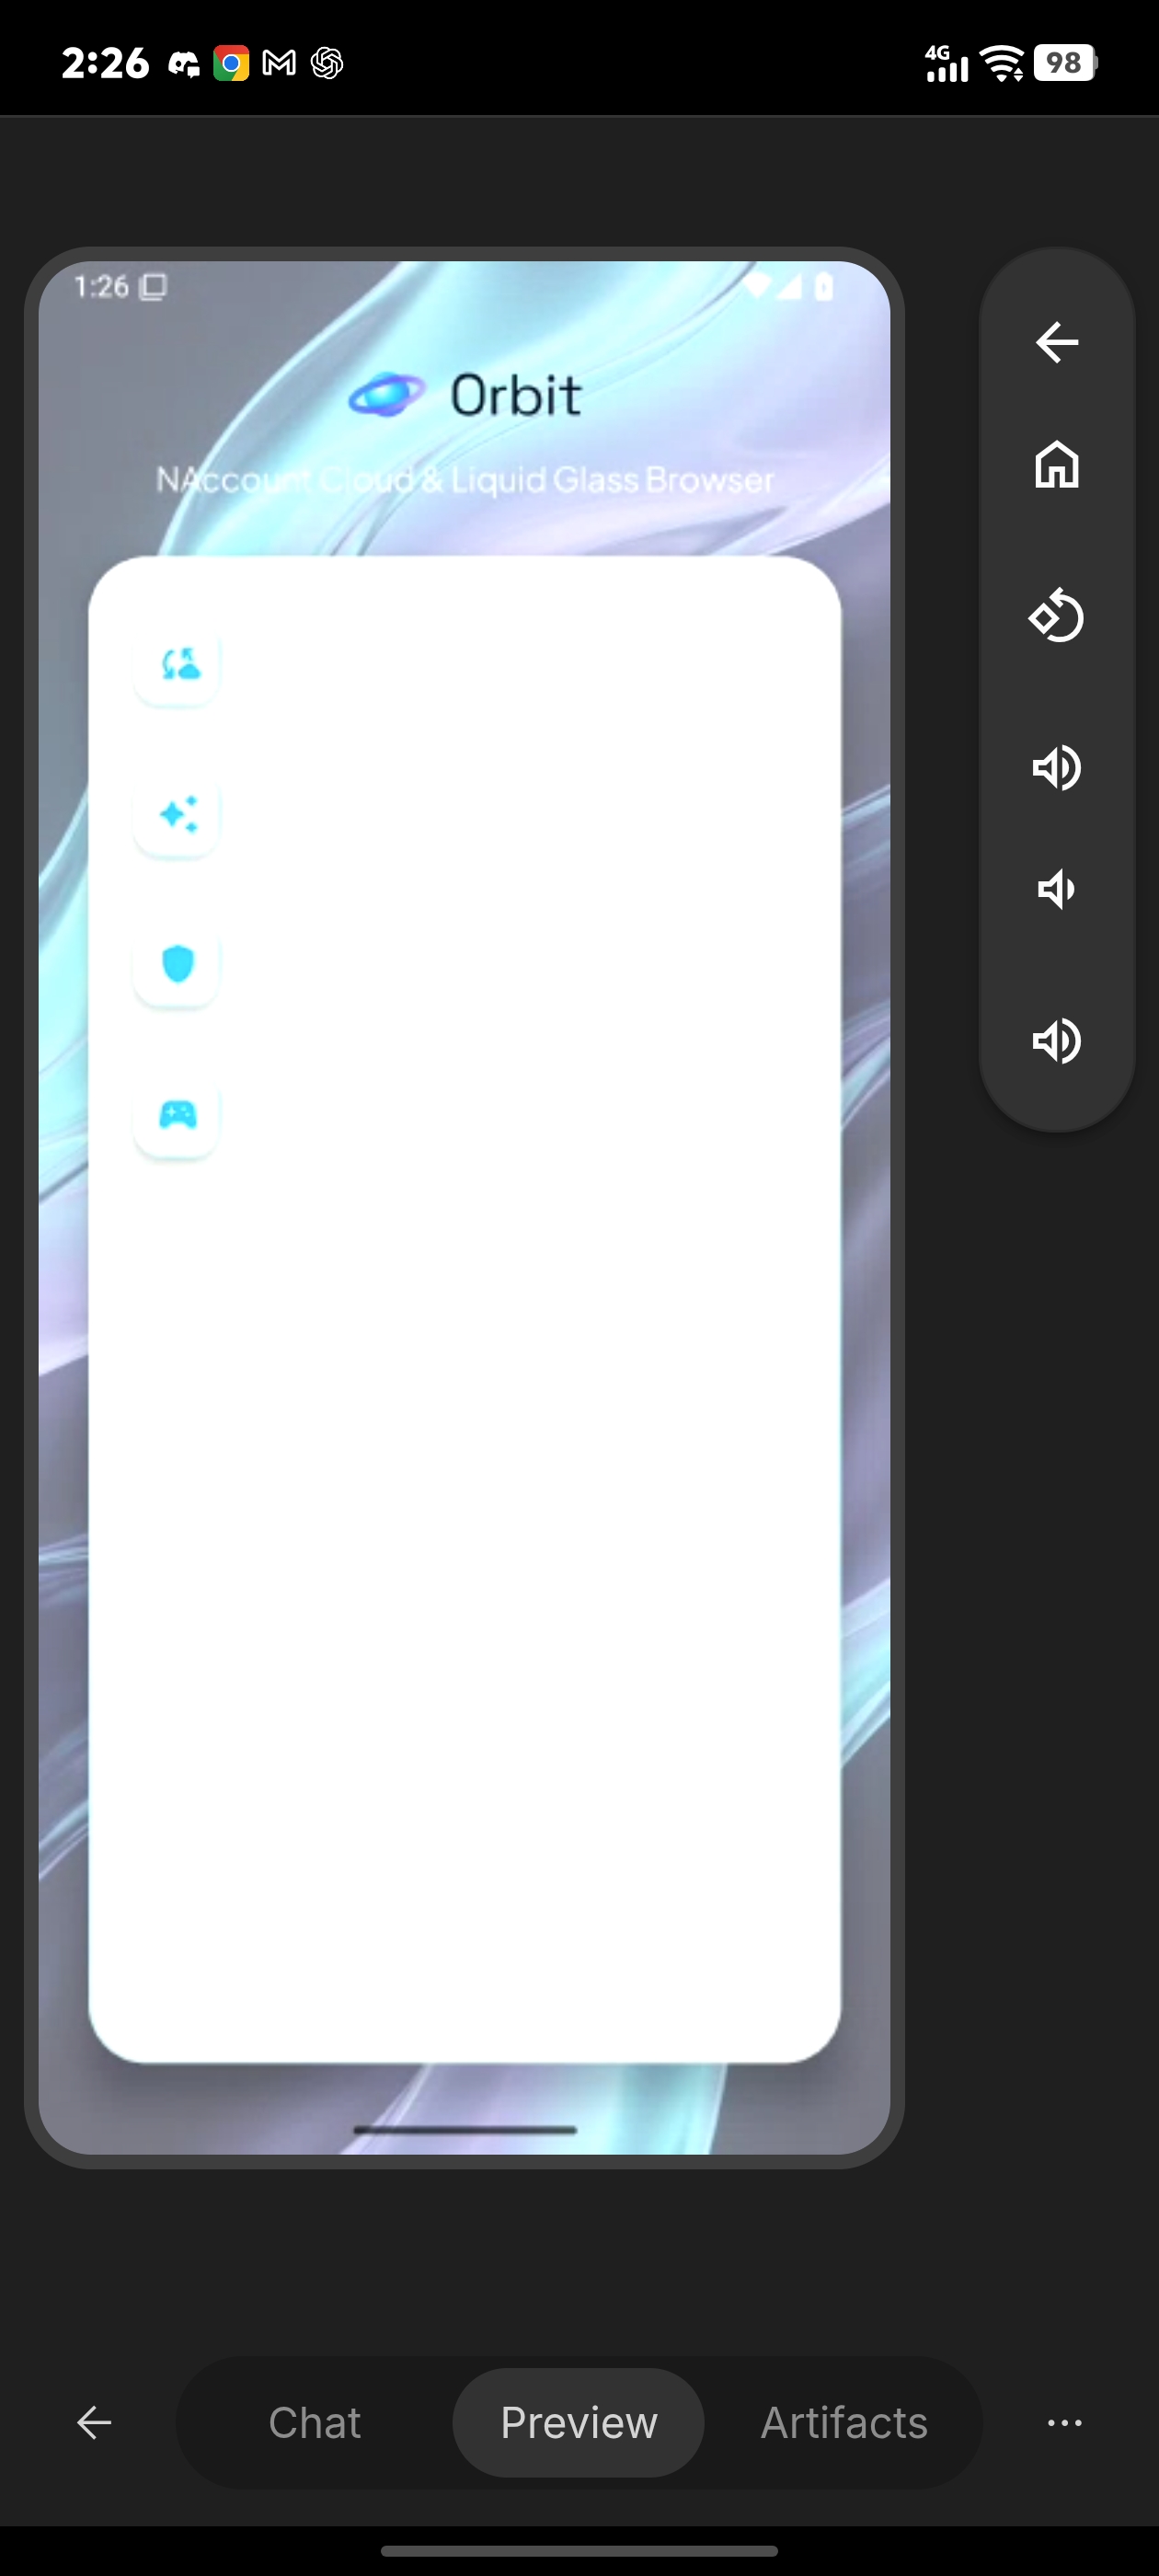 2:26
4G
98
1:26
Orbit
NAccount Cloud & Liquid Glass Browser
Chat
Preview
Artifacts